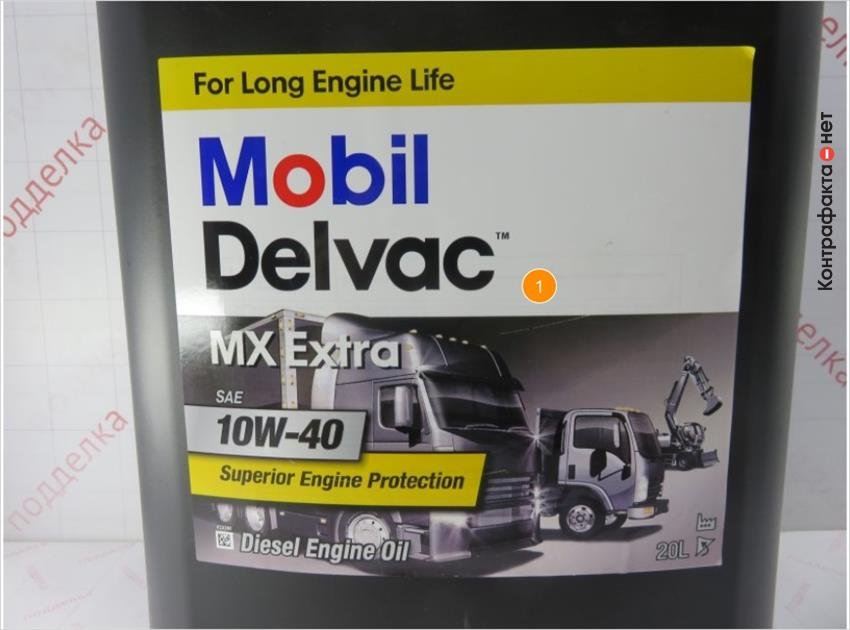 For Long Engine Life
Mobil
Delvac™
1
MX Extra
SAE
10W-40
Superior Engine Protection
Diesel Engine Oil
20L
Контрафакта-нет
подделка
подделка